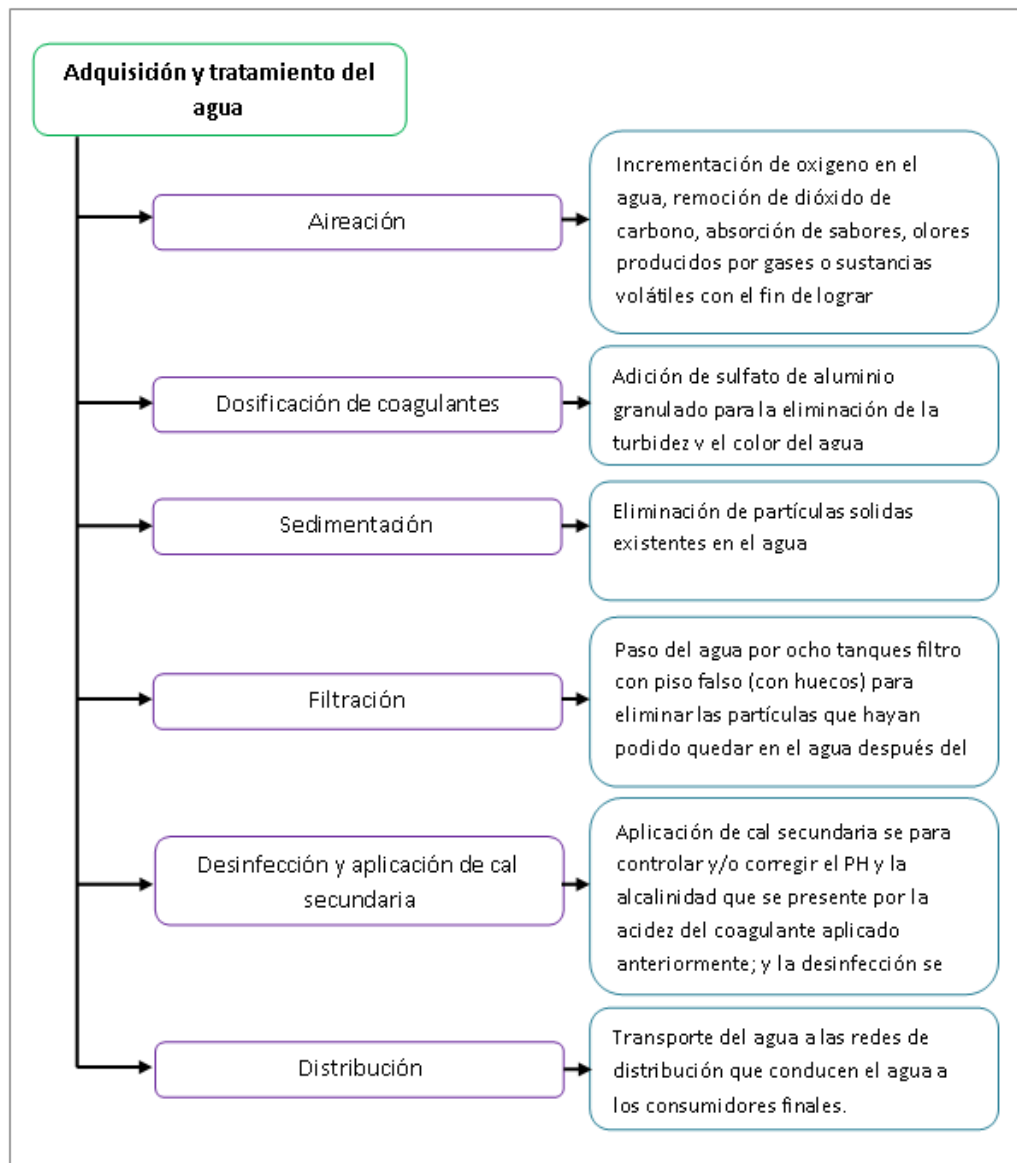 Adquisición y tratamiento del
agua
Aireación
Incrementación de oxigeno en el
agua, remoción de dióxido de
carbono, absorción de sabores, olores
producidos por gases o sustancias
volátiles con el fin de lograr
Dosificación de coagulantes
Adición de sulfato de aluminio
granulado para la eliminación de la
turbidez y el color del agua
Sedimentación
Eliminación de partículas solidas
existentes en el agua
Filtración
Paso del agua por ocho tanques filtro
con piso falso (con huecos) para
eliminar las partículas que hayan
podido quedar en el agua después del
Desinfección y aplicación de cal
secundaria
Aplicación de cal secundaria se para
controlar y/o corregir el PH y la
alcalinidad que se presente por la
acidez del coagulante aplicado
anteriormente; y la desinfección se
Distribución
Transporte del agua a las redes de
distribución que conducen el agua a
los consumidores finales.